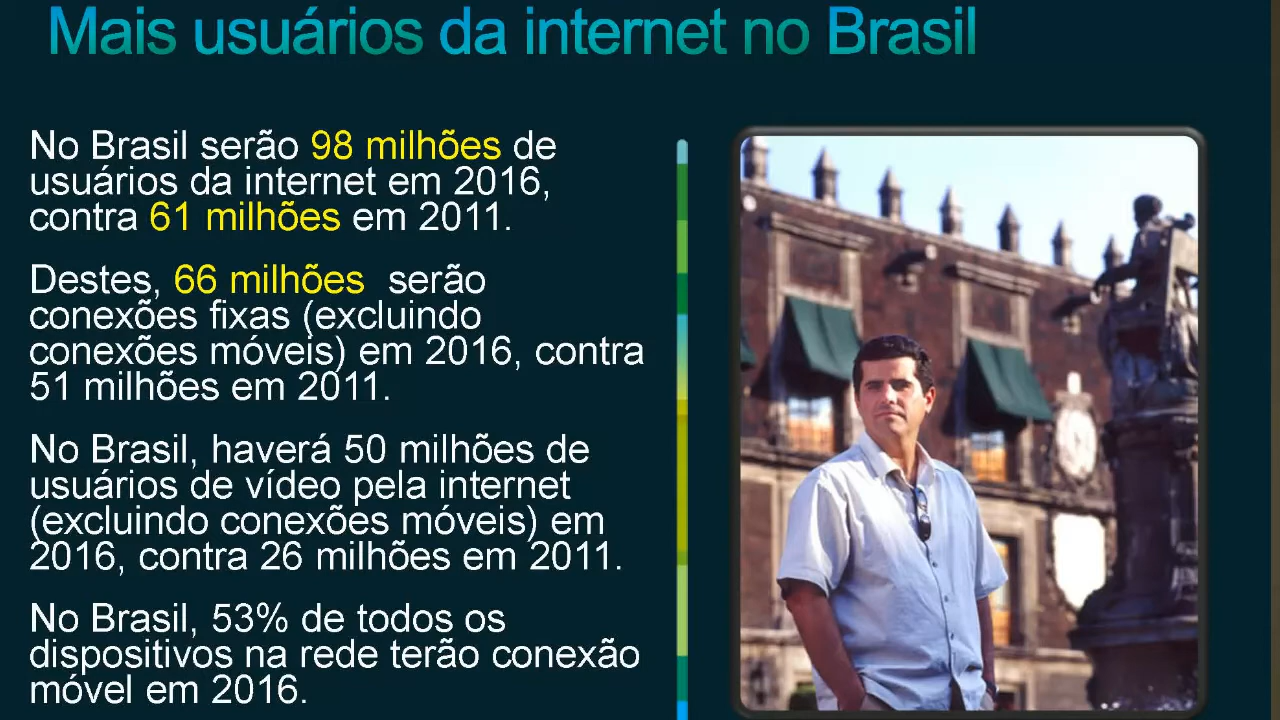 Mais usuários da internet no Brasil
No Brasil serão 98 milhões de
usuários da internet em 2016,
contra 61 milhões em 2011.
Destes, 66 milhões serão
conexões fixas (excluindo
conexões móveis) em 2016, contra
51 milhões em 2011.
No Brasil, haverá 50 milhões de
usuários de vídeo pela internet
(excluindo conexões móveis) em
2016, contra 26 milhões em 2011.
No Brasil, 53% de todos os
dispositivos na rede terão conexão
móvel em 2016.